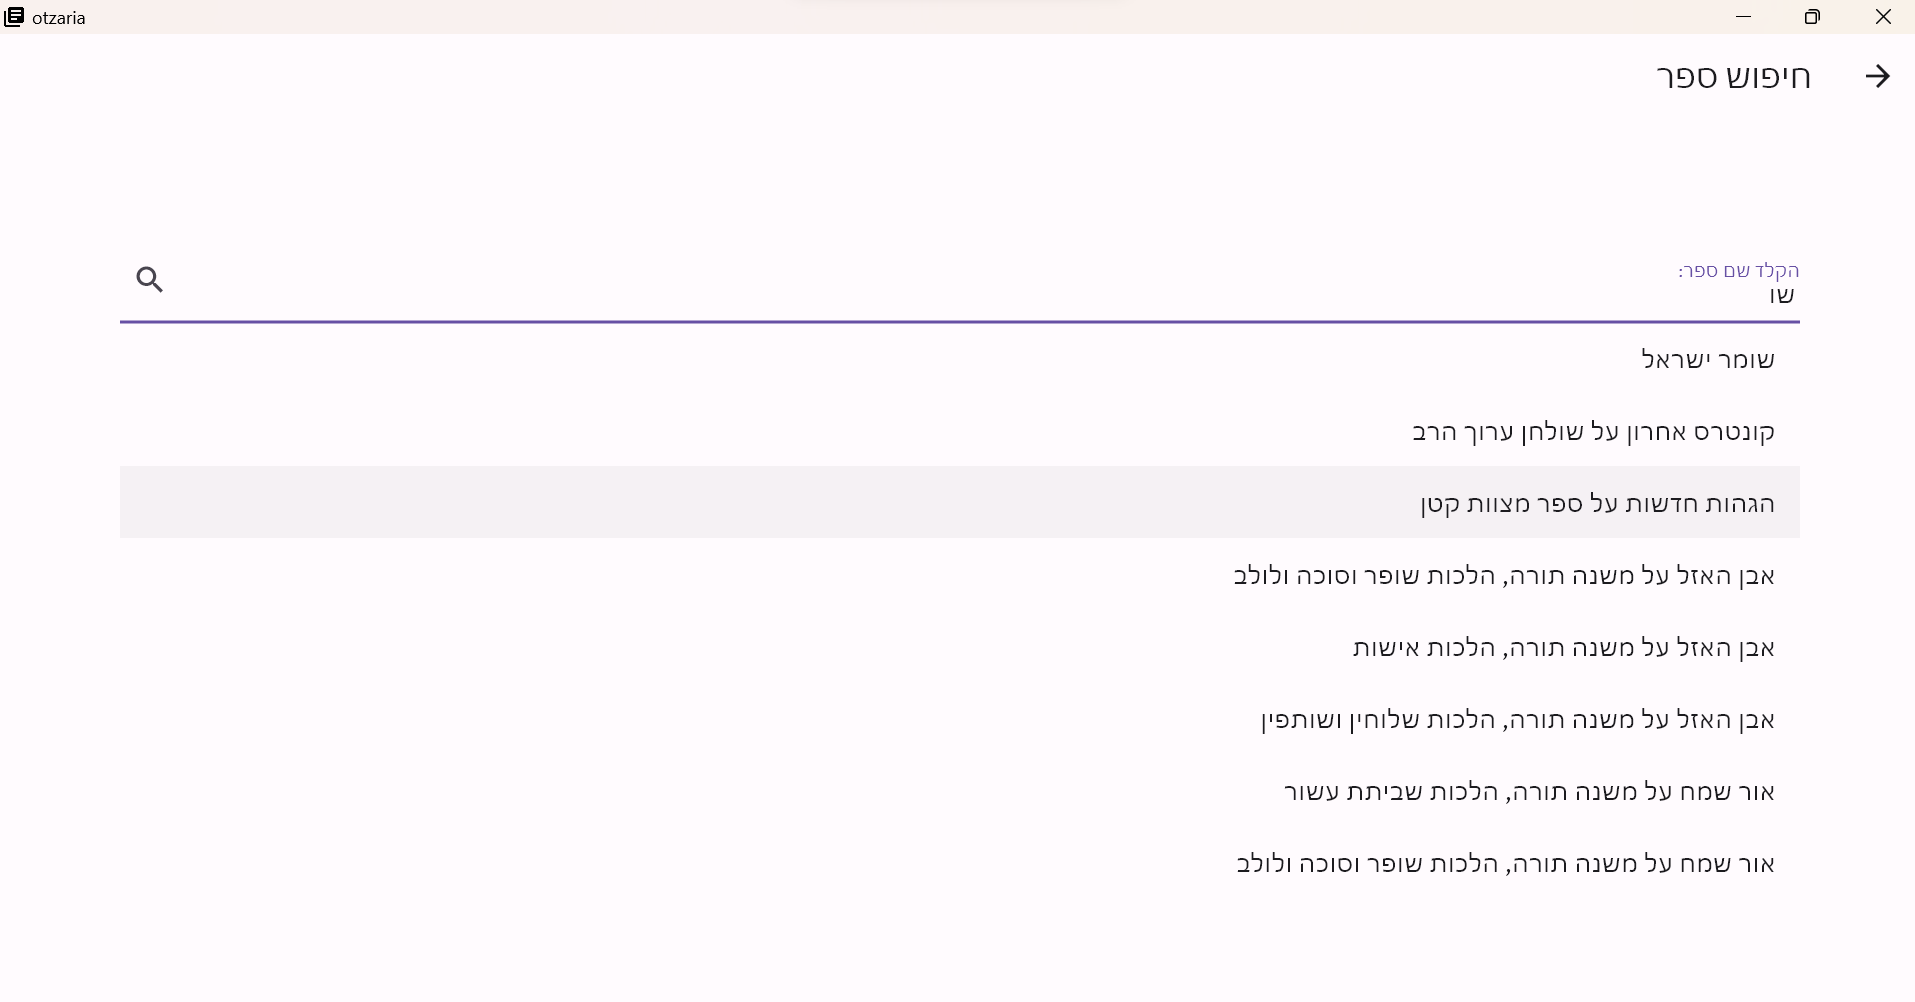 otzaria
חיפוש ספר
הקלד שם ספר:
שו
שומר ישראל
קונטרס אחרון על שולחן ערוך הרב
הגהות חדשות על ספר מצוות קטן
אבן האזל על משנה תורה, הלכות שופר וסוכה ולולב
אבן האזל על משנה תורה, הלכות אישות
אבן האזל על משנה תורה, הלכות שלוחין ושותפין
אור שמח על משנה תורה, הלכות שביתת עשור
אור שמח על משנה תורה, הלכות שופר וסוכה ולולב